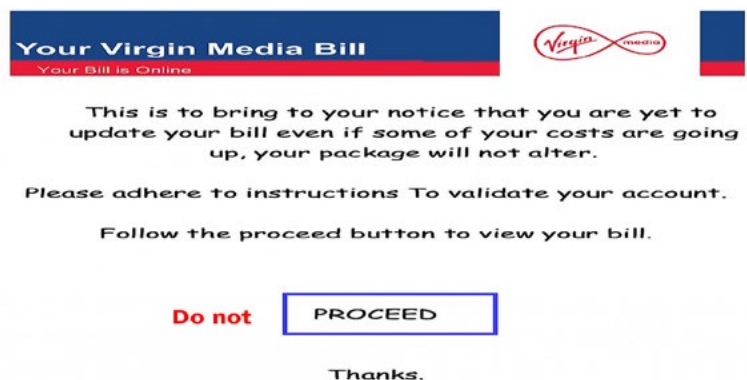 Your Virgin Media Bill
Your Bill is Online
Virgin media
This is to bring to your notice that you are yet to
update your bill even if some of your costs are going
up, your package will not alter.
Please adhere to instructions To validate your account.
Follow the proceed button to view your bill.
Do not PROCEED
Thanks.